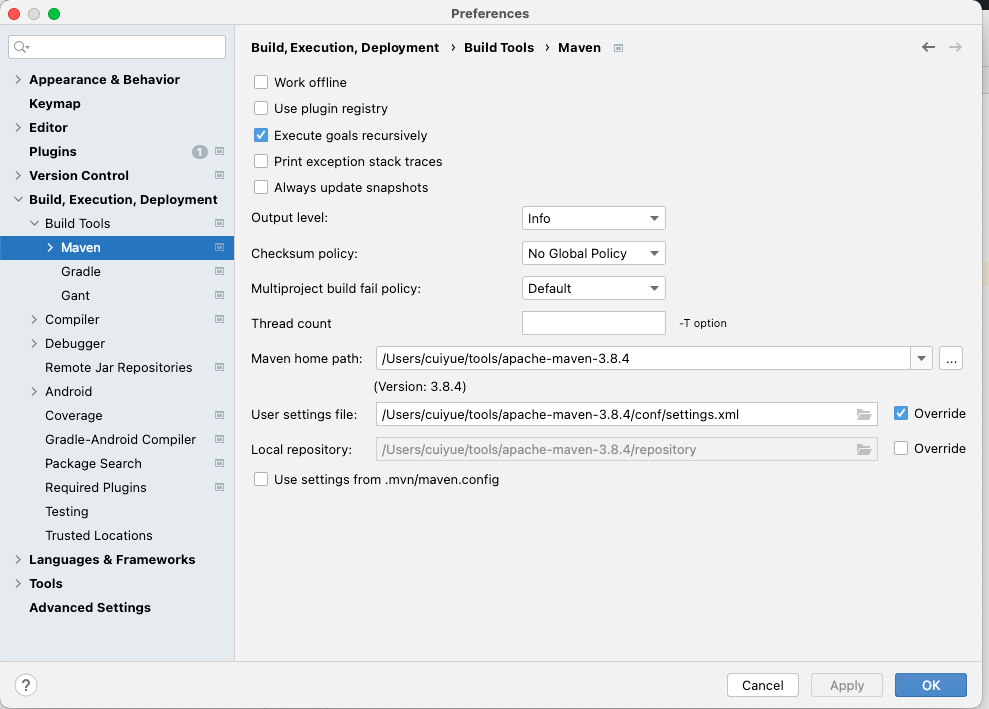 Preferences
Build, Execution, Deployment › Build Tools › Maven
Appearance & Behavior
Keymap
Editor
Plugins 1
Version Control
Build, Execution, Deployment
Build Tools
Maven
Gradle
Gant
Compiler
Debugger
Remote Jar Repositories
Android
Coverage
Gradle-Android Compiler
Package Search
Required Plugins
Testing
Trusted Locations
Languages & Frameworks
Tools
Advanced Settings
Work offline
Use plugin registry
Execute goals recursively
Print exception stack traces
Always update snapshots
Output level: Info
Checksum policy: No Global Policy
Multiproject build fail policy: Default
Thread count -T option
Maven home path: /Users/cuiyue/tools/apache-maven-3.8.4 ...
(Version: 3.8.4)
User settings file: /Users/cuiyue/tools/apache-maven-3.8.4/conf/settings.xml Override
Local repository: /Users/cuiyue/tools/apache-maven-3.8.4/repository Override
Use settings from .mvn/maven.config
? Cancel Apply OK